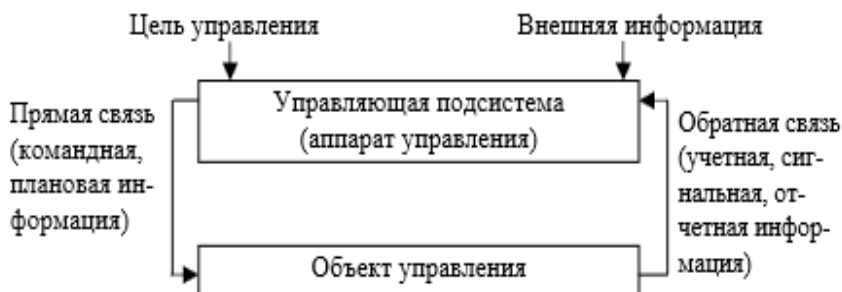 Цель управления
Внешняя информация
Управляющая подсистема
(аппарат управления)
Прямая связь
(командная,
плановая ин-
формация)
Обратная связь
(учетная, сиг-
нальная, от-
четная инфор-
мация)
Объект управления